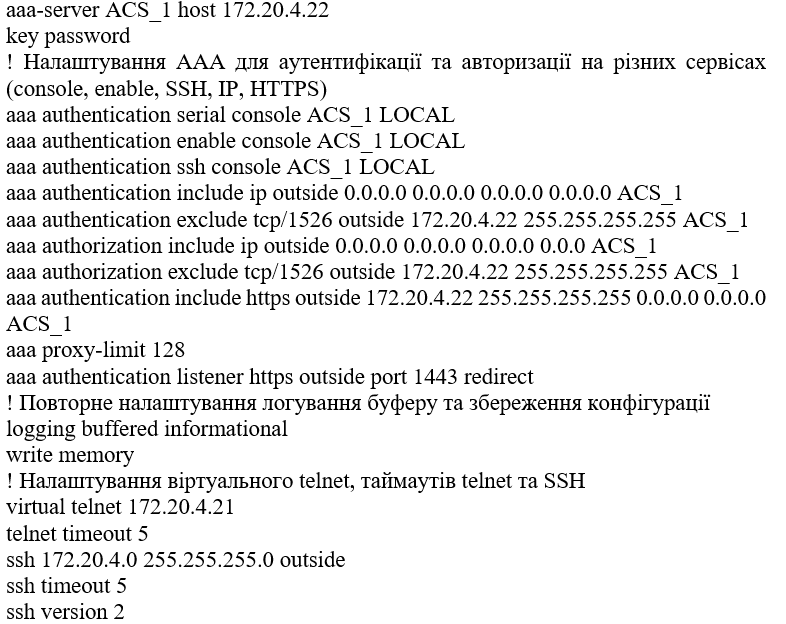 aaa-server ACS_1 host 172.20.4.22
key password
! Налаштування AAA для аутентифікації та авторизації на різних сервісах
(console, enable, SSH, IP, HTTPS)
aaa authentication serial console ACS_1 LOCAL
aaa authentication enable console ACS_1 LOCAL
aaa authentication ssh console ACS_1 LOCAL
aaa authentication include ip outside 0.0.0.0 0.0.0.0 0.0.0.0 0.0.0.0 ACS_1
aaa authentication exclude tcp/1526 outside 172.20.4.22 255.255.255.255 ACS_1
aaa authorization include ip outside 0.0.0.0 0.0.0.0 0.0.0.0 0.0.0 ACS_1
aaa authorization exclude tcp/1526 outside 172.20.4.22 255.255.255.255 ACS_1
aaa authentication include https outside 172.20.4.22 255.255.255.255 0.0.0.0 0.0.0.0
ACS_1
aaa proxy-limit 128
aaa authentication listener https outside port 1443 redirect
! Повторне налаштування логування буферу та збереження конфігурації
logging buffered informational
write memory
! Налаштування віртуального telnet, таймаутів telnet та SSH
virtual telnet 172.20.4.21
telnet timeout 5
ssh 172.20.4.0 255.255.255.0 outside
ssh timeout 5
ssh version 2